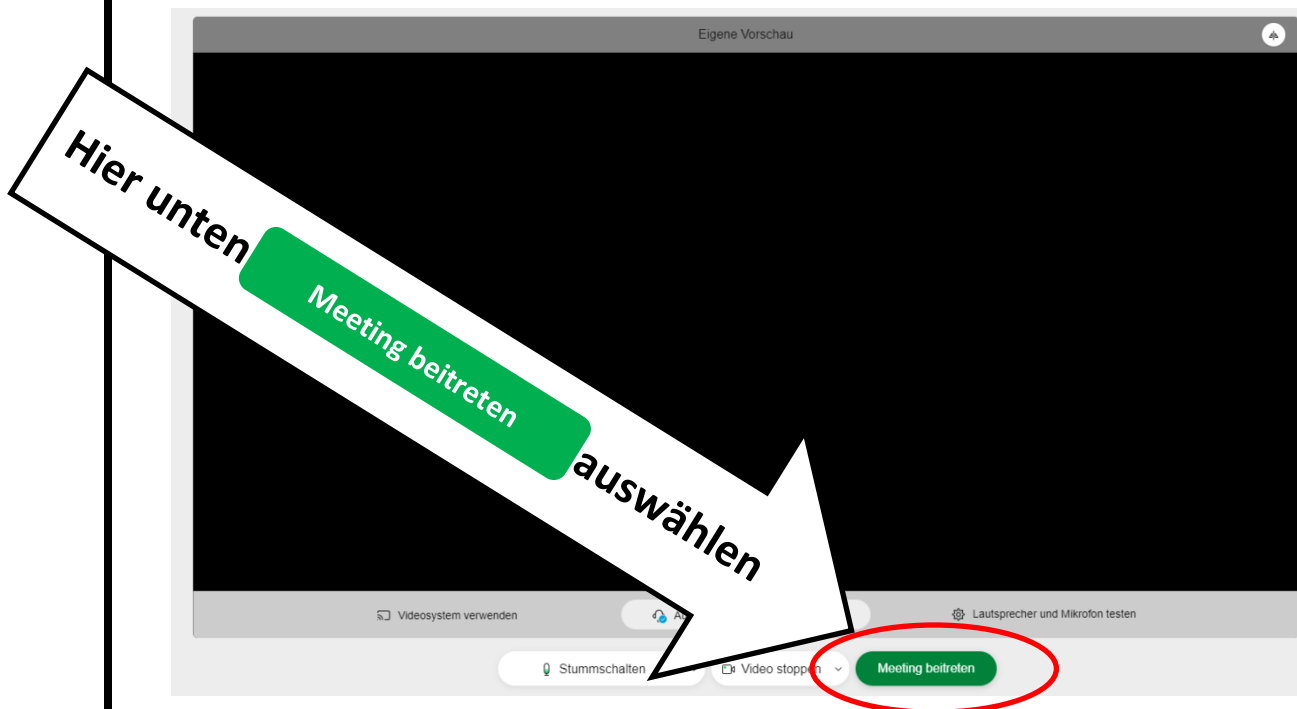 Eigene Vorschau
Hier unten Meeting beitreten auswählen
Videosystem verwenden
Lautsprecher und Mikrofon testen
Stummschalten
Video stoppen
Meeting beitreten